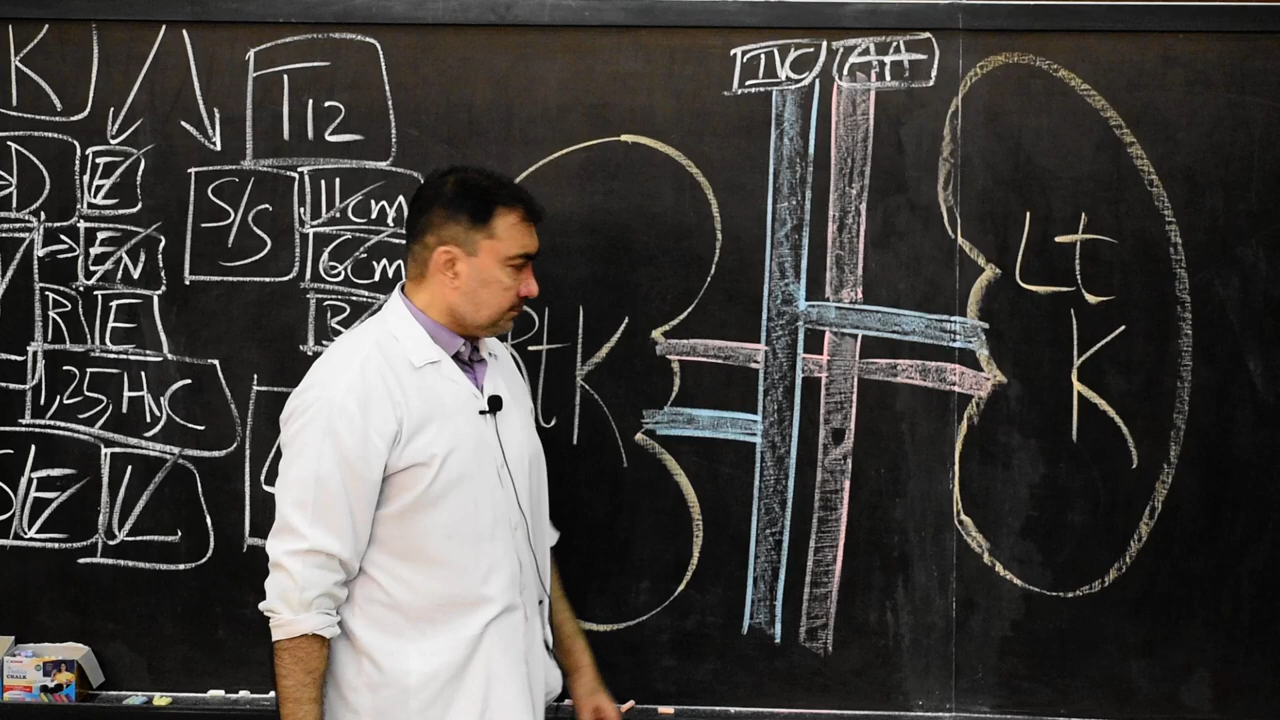 K
T12
IVC AA
D E
S/S 11cm
EN 6cm
Lt
K
R E
Rt K
1,25,Hyc
S/E L
CHALK